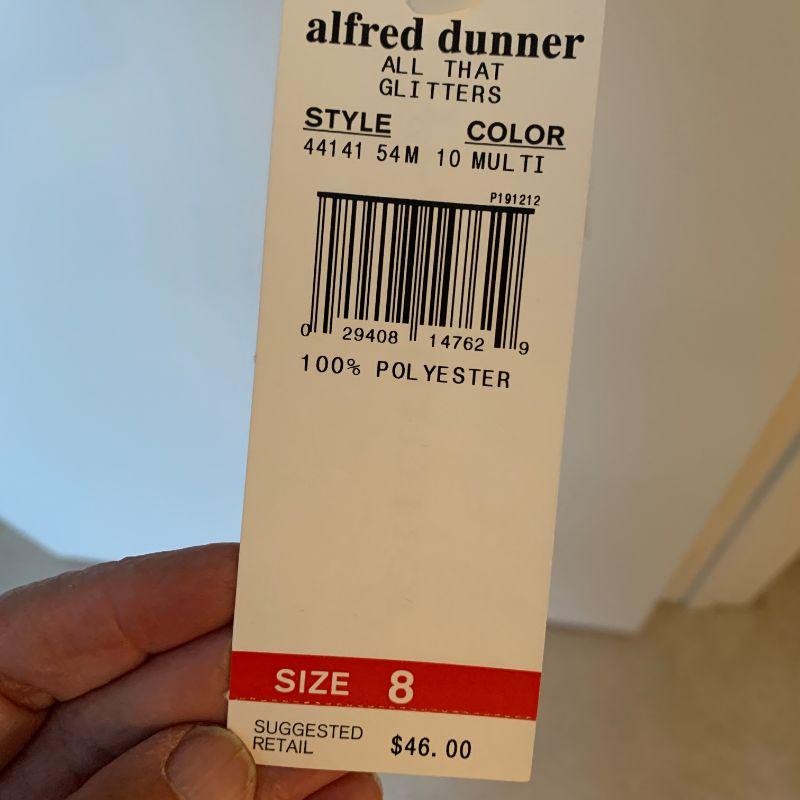 alfred dunner
ALL THAT
GLITTERS
STYLE COLOR
44141 54M 10 MULTI
P191212
0 29408 14762 9
100% POLYESTER
SIZE 8
SUGGESTED
RETAIL $46.00